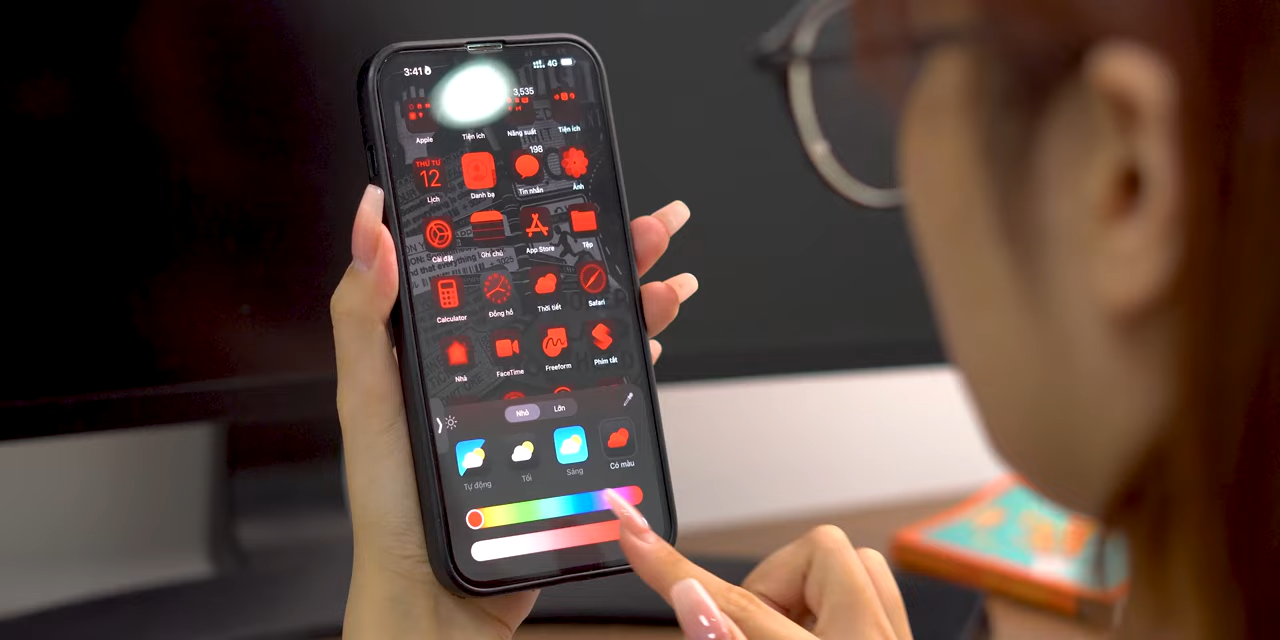 3:41 4G
3,535
Apple Tiện ích Năng suất Tiện ích
198
THỨ TƯ
12
Lịch Danh bạ Tin nhắn Ảnh
Cài đặt Ghi chú App Store Tệp
Calculator Đồng hồ Thời tiết Safari
Nhà FaceTime Freeform Phím tắt
Nhỏ Lớn
Tự động Tối Sáng Có màu